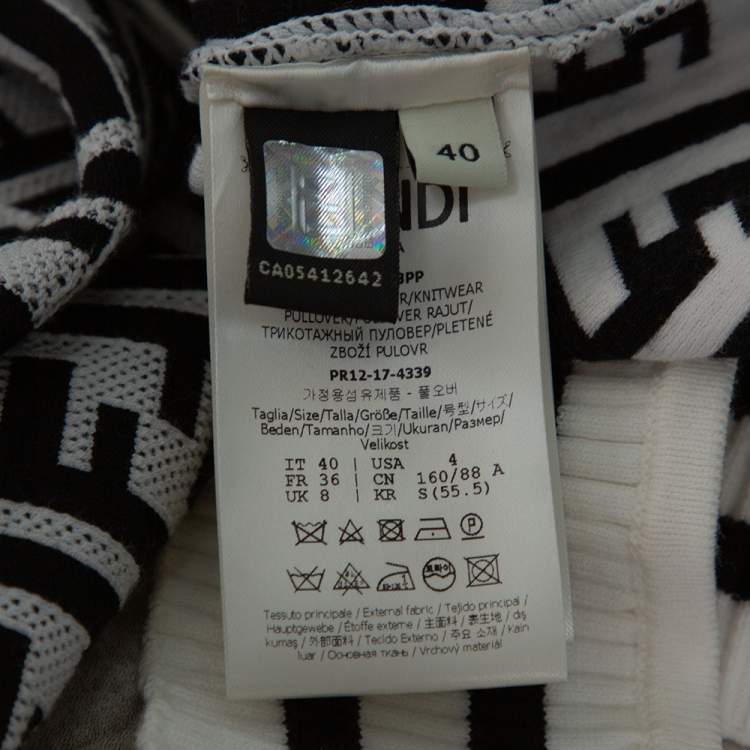 40
NDI
A
CA05412642
BPP
R/KNITWEAR
PULLOVER/ VER RAJUT/
ТРИКОТАЖНЫЙ ПУЛОВЕР/PLETENÉ
ZBOŽÍ PULOVR
PR12-17-4339
가정용섬유제품 - 풀오버
Taglia/Size/Talla/Größe/Taille/号型/サイズ/
Beden/Tamanho/크기/Ukuran/Размер/
Velikost
IT 40 | USA 4
FR 36 | CN 160/88 A
UK 8 | KR S(55.5)
P
Tessuto principale / External fabric / Tejido principal /
Hauptgewebe / Étoffe externe / 主面料 / 表生地 / dış
kumaş / 外部面料 / Tecido Externo / 주요 소재 / Kain
luar / Основная ткань / Vrchový materiál